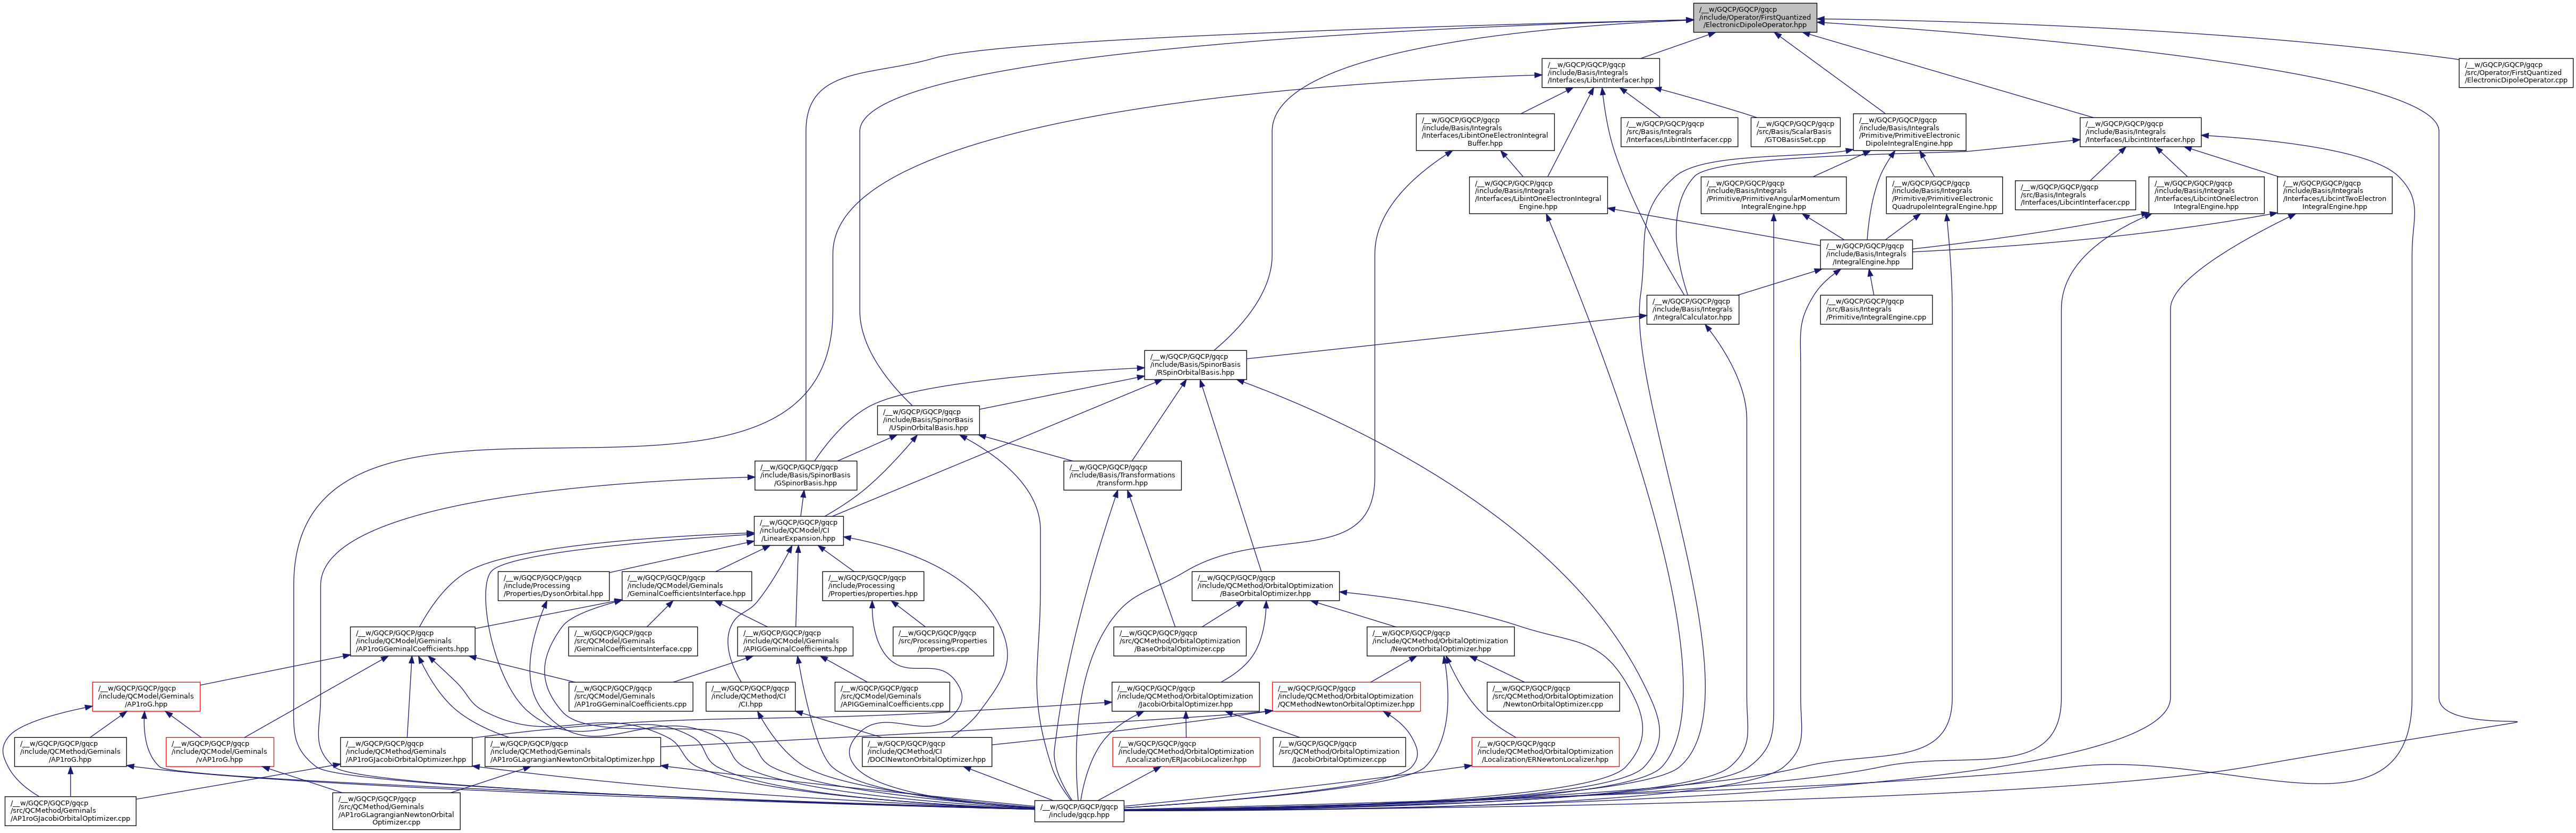 /__w/GQCP/GQCP/gqcp
/include/Operator/FirstQuantized
/ElectronicDipoleOperator.hpp
/__w/GQCP/GQCP/gqcp
/include/Basis/Integrals
/Interfaces/LibintInterfacer.hpp
/__w/GQCP/GQCP/gqcp
/src/Operator/FirstQuantized
/ElectronicDipoleOperator.cpp
/__w/GQCP/GQCP/gqcp
/include/Basis/Integrals
/Interfaces/LibintOneElectronIntegral
Buffer.hpp
/__w/GQCP/GQCP/gqcp
/src/Basis/Integrals
/Interfaces/LibintInterfacer.cpp
/__w/GQCP/GQCP/gqcp
/src/Basis/ScalarBasis
/GTOBasisSet.cpp
/__w/GQCP/GQCP/gqcp
/include/Basis/Integrals
/Primitive/PrimitiveElectronic
DipoleIntegralEngine.hpp
/__w/GQCP/GQCP/gqcp
/include/Basis/Integrals
/Interfaces/LibcintInterfacer.hpp
/__w/GQCP/GQCP/gqcp
/include/Basis/Integrals
/Interfaces/LibintOneElectronIntegral
Engine.hpp
/__w/GQCP/GQCP/gqcp
/include/Basis/Integrals
/Primitive/PrimitiveAngularMomentum
IntegralEngine.hpp
/__w/GQCP/GQCP/gqcp
/include/Basis/Integrals
/Primitive/PrimitiveElectronic
QuadrupoleIntegralEngine.hpp
/__w/GQCP/GQCP/gqcp
/src/Basis/Integrals
/Interfaces/LibcintInterfacer.cpp
/__w/GQCP/GQCP/gqcp
/include/Basis/Integrals
/Interfaces/LibcintOneElectron
IntegralEngine.hpp
/__w/GQCP/GQCP/gqcp
/include/Basis/Integrals
/Interfaces/LibcintTwoElectron
IntegralEngine.hpp
/__w/GQCP/GQCP/gqcp
/include/Basis/Integrals
/IntegralEngine.hpp
/__w/GQCP/GQCP/gqcp
/include/Basis/Integrals
/IntegralCalculator.hpp
/__w/GQCP/GQCP/gqcp
/src/Basis/Integrals
/Primitive/IntegralEngine.cpp
/__w/GQCP/GQCP/gqcp
/include/Basis/SpinorBasis
/RSpinOrbitalBasis.hpp
/__w/GQCP/GQCP/gqcp
/include/Basis/SpinorBasis
/USpinOrbitalBasis.hpp
/__w/GQCP/GQCP/gqcp
/include/Basis/SpinorBasis
/GSpinorBasis.hpp
/__w/GQCP/GQCP/gqcp
/include/Basis/Transformations
/transform.hpp
/__w/GQCP/GQCP/gqcp
/include/QCModel/CI
/LinearExpansion.hpp
/__w/GQCP/GQCP/gqcp
/include/Processing
/Properties/DysonOrbital.hpp
/__w/GQCP/GQCP/gqcp
/include/QCModel/Geminals
/GeminalCoefficientsInterface.hpp
/__w/GQCP/GQCP/gqcp
/include/Processing
/Properties/properties.hpp
/__w/GQCP/GQCP/gqcp
/include/QCMethod/OrbitalOptimization
/BaseOrbitalOptimizer.hpp
/__w/GQCP/GQCP/gqcp
/include/QCModel/Geminals
/AP1roGGeminalCoefficients.hpp
/__w/GQCP/GQCP/gqcp
/src/QCModel/Geminals
/GeminalCoefficientsInterface.cpp
/__w/GQCP/GQCP/gqcp
/include/QCModel/Geminals
/APIGGeminalCoefficients.hpp
/__w/GQCP/GQCP/gqcp
/src/Processing/Properties
/properties.cpp
/__w/GQCP/GQCP/gqcp
/src/QCMethod/OrbitalOptimization
/BaseOrbitalOptimizer.cpp
/__w/GQCP/GQCP/gqcp
/include/QCMethod/OrbitalOptimization
/NewtonOrbitalOptimizer.hpp
/__w/GQCP/GQCP/gqcp
/include/QCModel/Geminals
/AP1roG.hpp
/__w/GQCP/GQCP/gqcp
/src/QCModel/Geminals
/AP1roGGeminalCoefficients.cpp
/__w/GQCP/GQCP/gqcp
/include/QCMethod/CI
/CI.hpp
/__w/GQCP/GQCP/gqcp
/src/QCModel/Geminals
/APIGGeminalCoefficients.cpp
/__w/GQCP/GQCP/gqcp
/include/QCMethod/OrbitalOptimization
/JacobiOrbitalOptimizer.hpp
/__w/GQCP/GQCP/gqcp
/include/QCMethod/OrbitalOptimization
/QCMethodNewtonOrbitalOptimizer.hpp
/__w/GQCP/GQCP/gqcp
/src/QCMethod/OrbitalOptimization
/NewtonOrbitalOptimizer.cpp
/__w/GQCP/GQCP/gqcp
/include/QCMethod/Geminals
/AP1roG.hpp
/__w/GQCP/GQCP/gqcp
/include/QCModel/Geminals
/vAP1roG.hpp
/__w/GQCP/GQCP/gqcp
/include/QCMethod/Geminals
/AP1roGJacobiOrbitalOptimizer.hpp
/__w/GQCP/GQCP/gqcp
/include/QCMethod/Geminals
/AP1roGLagrangianNewtonOrbitalOptimizer.hpp
/__w/GQCP/GQCP/gqcp
/include/QCMethod/CI
/DOCINewtonOrbitalOptimizer.hpp
/__w/GQCP/GQCP/gqcp
/include/QCMethod/OrbitalOptimization
/Localization/ERJacobiLocalizer.hpp
/__w/GQCP/GQCP/gqcp
/src/QCMethod/OrbitalOptimization
/JacobiOrbitalOptimizer.cpp
/__w/GQCP/GQCP/gqcp
/include/QCMethod/OrbitalOptimization
/Localization/ERNewtonLocalizer.hpp
/__w/GQCP/GQCP/gqcp
/src/QCMethod/Geminals
/AP1roGJacobiOrbitalOptimizer.cpp
/__w/GQCP/GQCP/gqcp
/src/QCMethod/Geminals
/AP1roGLagrangianNewtonOrbital
Optimizer.cpp
/__w/GQCP/GQCP/gqcp
/include/gqcp.hpp